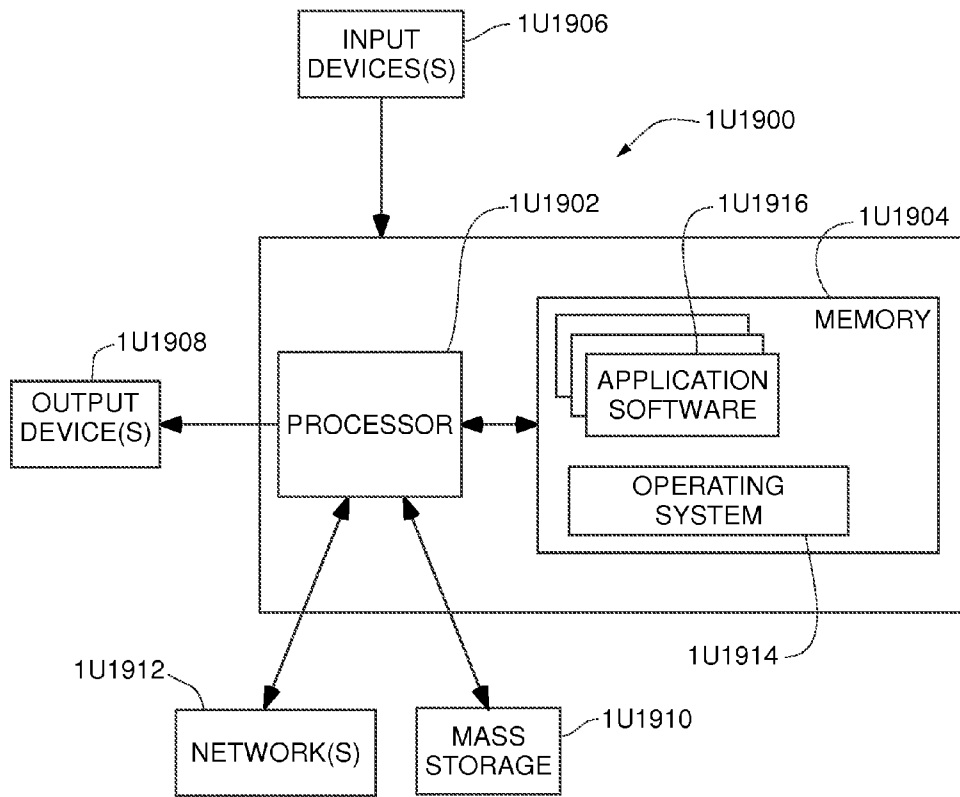 1U1906
INPUT
DEVICES(S)
1U1900
1U1902
1U1916
1U1904
MEMORY
1U1908
APPLICATION
SOFTWARE
OUTPUT
DEVICE(S)
PROCESSOR
OPERATING
SYSTEM
1U1914
1U1912
1U1910
NETWORK(S)
MASS
STORAGE